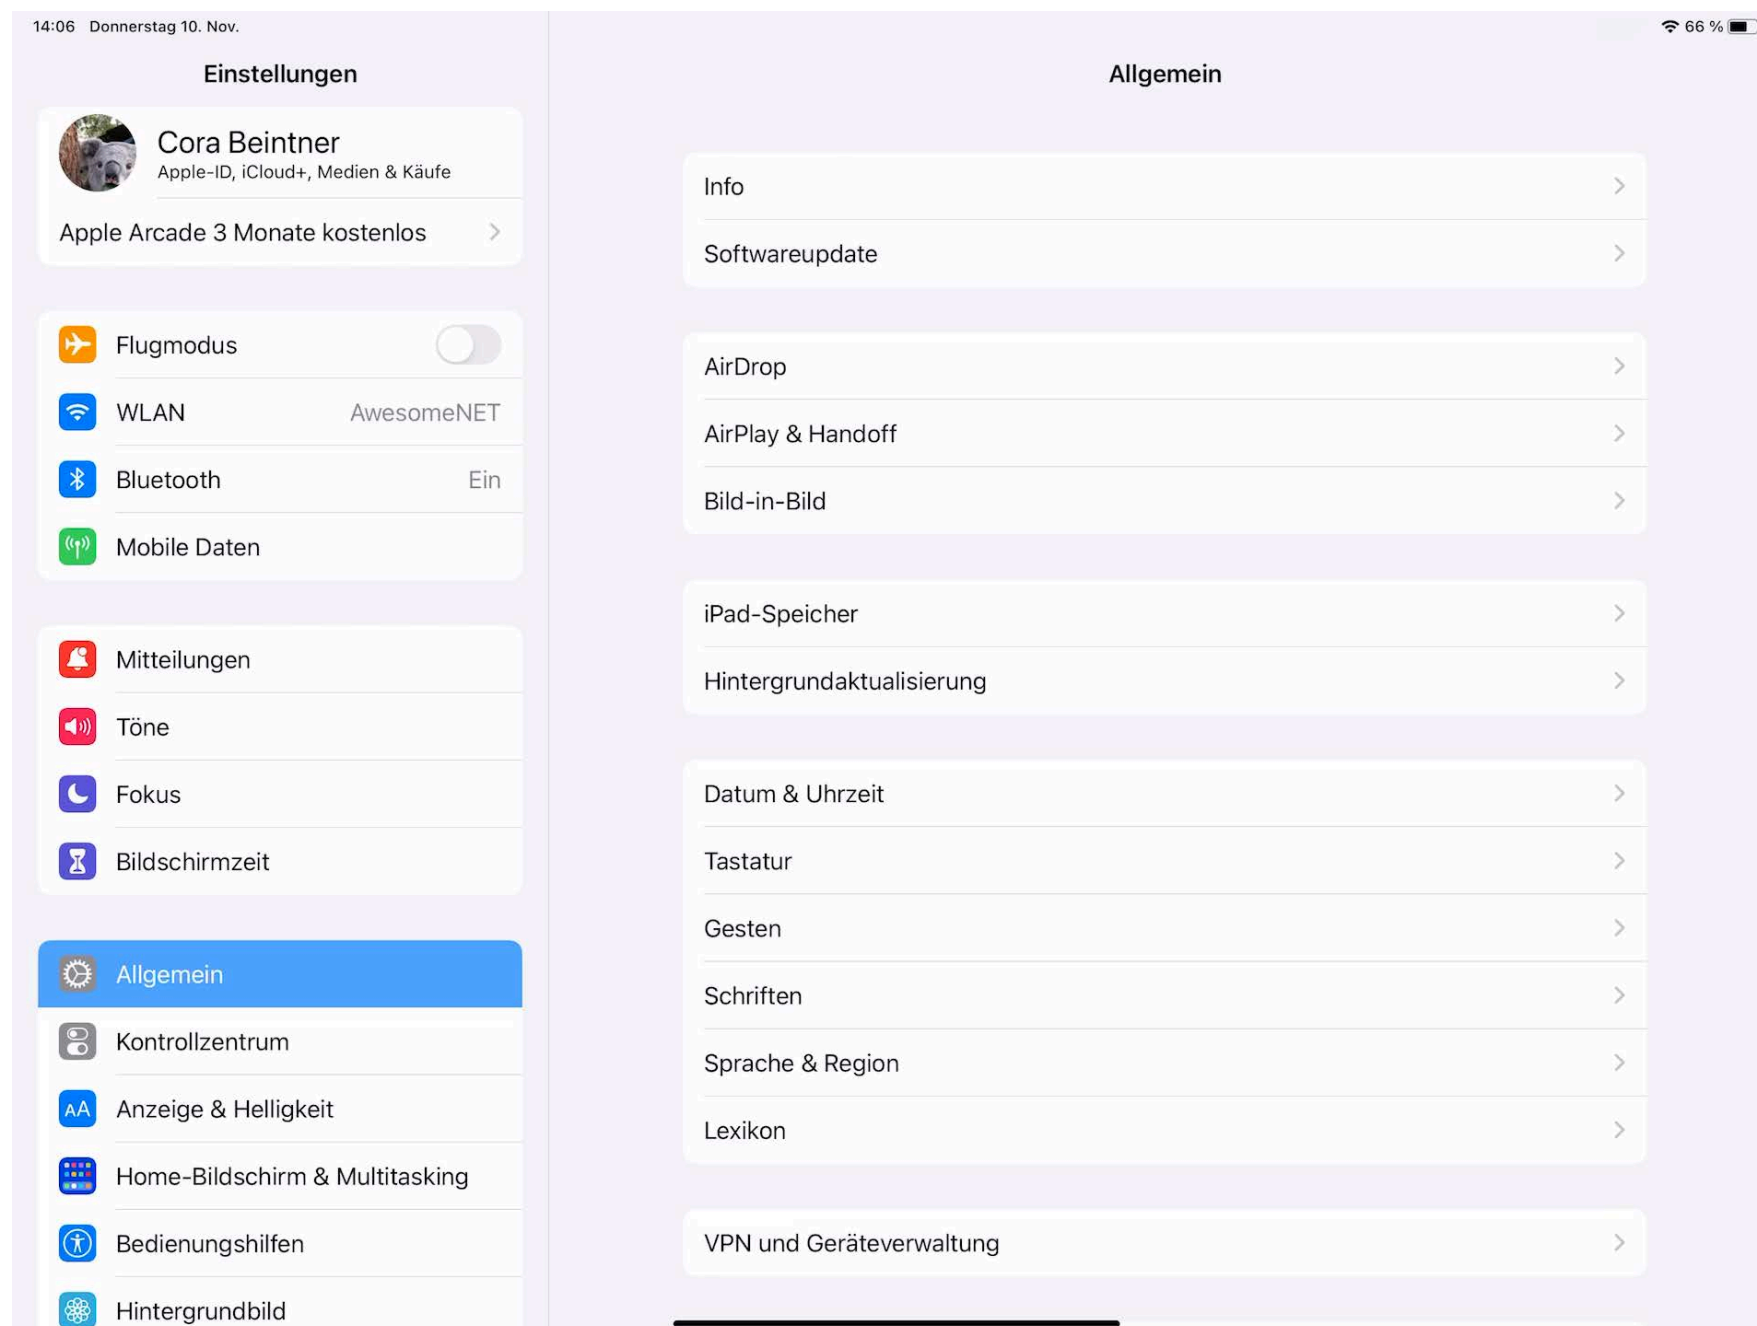 14:06 Donnerstag 10. Nov.
66 %
Einstellungen
Cora Beintner
Apple-ID, iCloud+, Medien & Käufe
Apple Arcade 3 Monate kostenlos
Flugmodus
WLAN AwesomeNET
Bluetooth Ein
Mobile Daten
Mitteilungen
Töne
Fokus
Bildschirmzeit
Allgemein
Kontrollzentrum
AA Anzeige & Helligkeit
Home-Bildschirm & Multitasking
Bedienungshilfen
Hintergrundbild
Allgemein
Info
Softwareupdate
AirDrop
AirPlay & Handoff
Bild-in-Bild
iPad-Speicher
Hintergrundaktualisierung
Datum & Uhrzeit
Tastatur
Gesten
Schriften
Sprache & Region
Lexikon
VPN und Geräteverwaltung